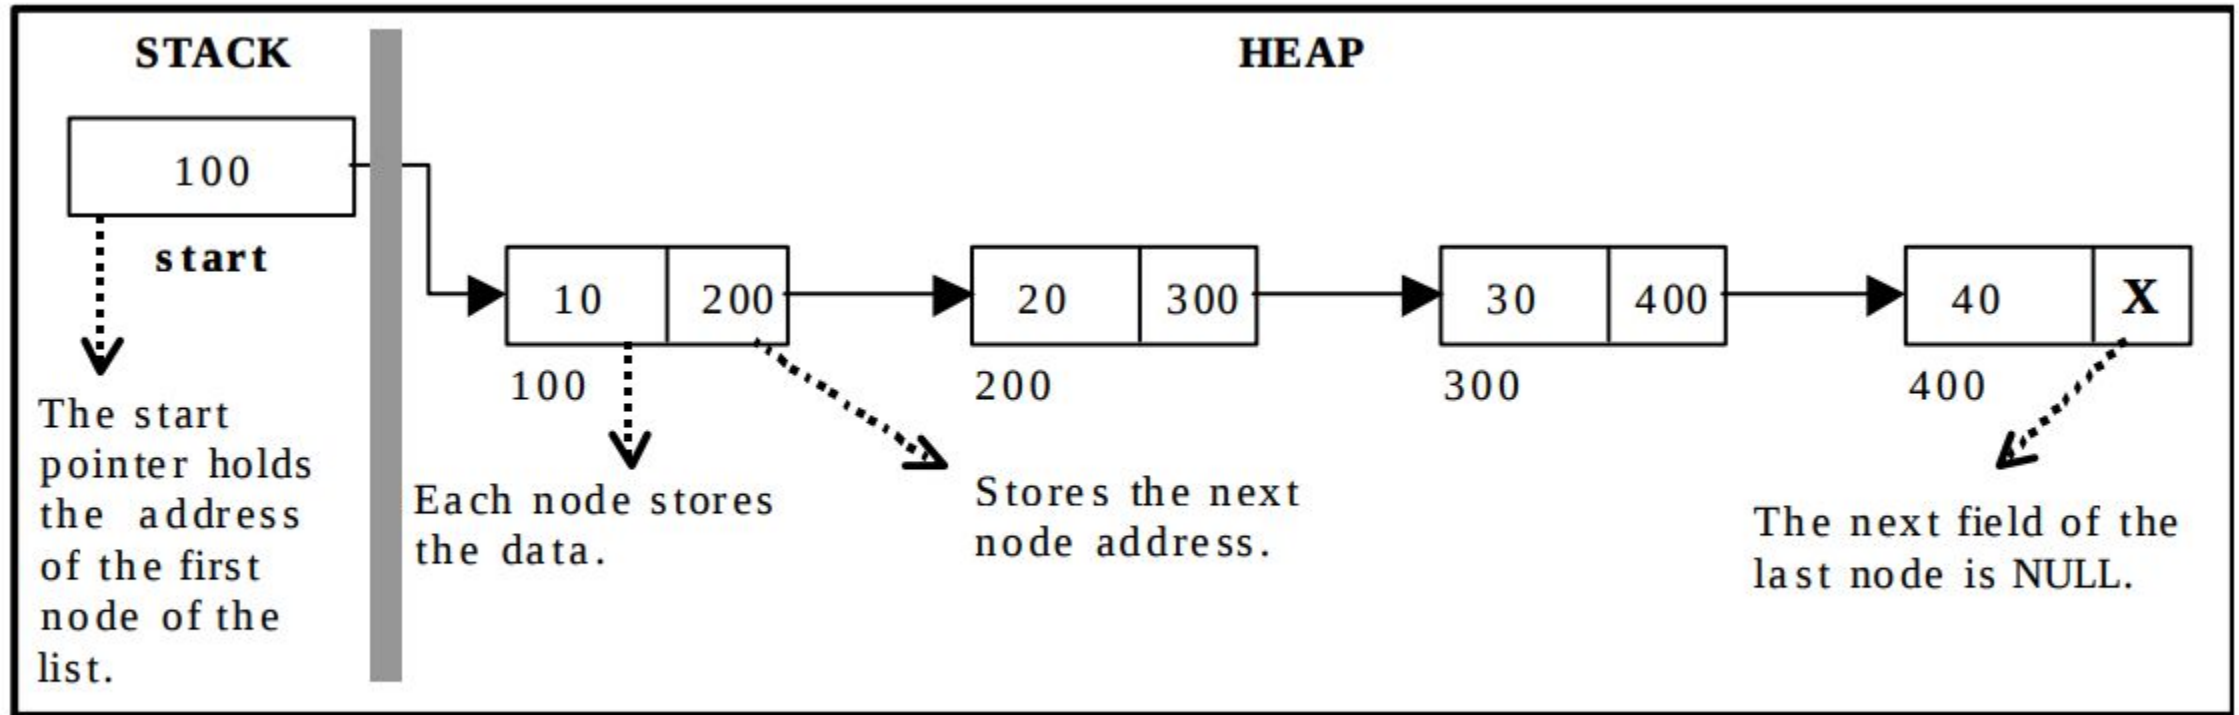 STACK
HEAP
100
start
10 200
20 300
30 400
40 X
100
200
300
400
The start
pointer holds
the address
of the first
node of the
list.
Each node stores
the data.
Stores the next
node address.
The next field of the
last node is NULL.